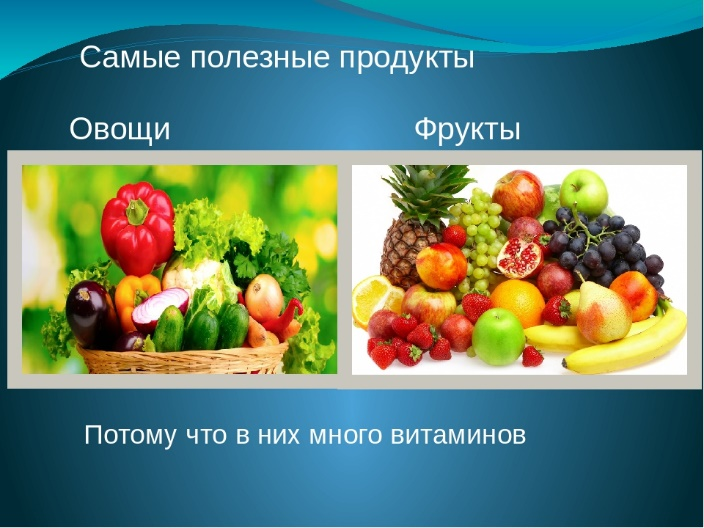 Самые полезные продукты
Овощи
Фрукты
Потому что в них много витаминов